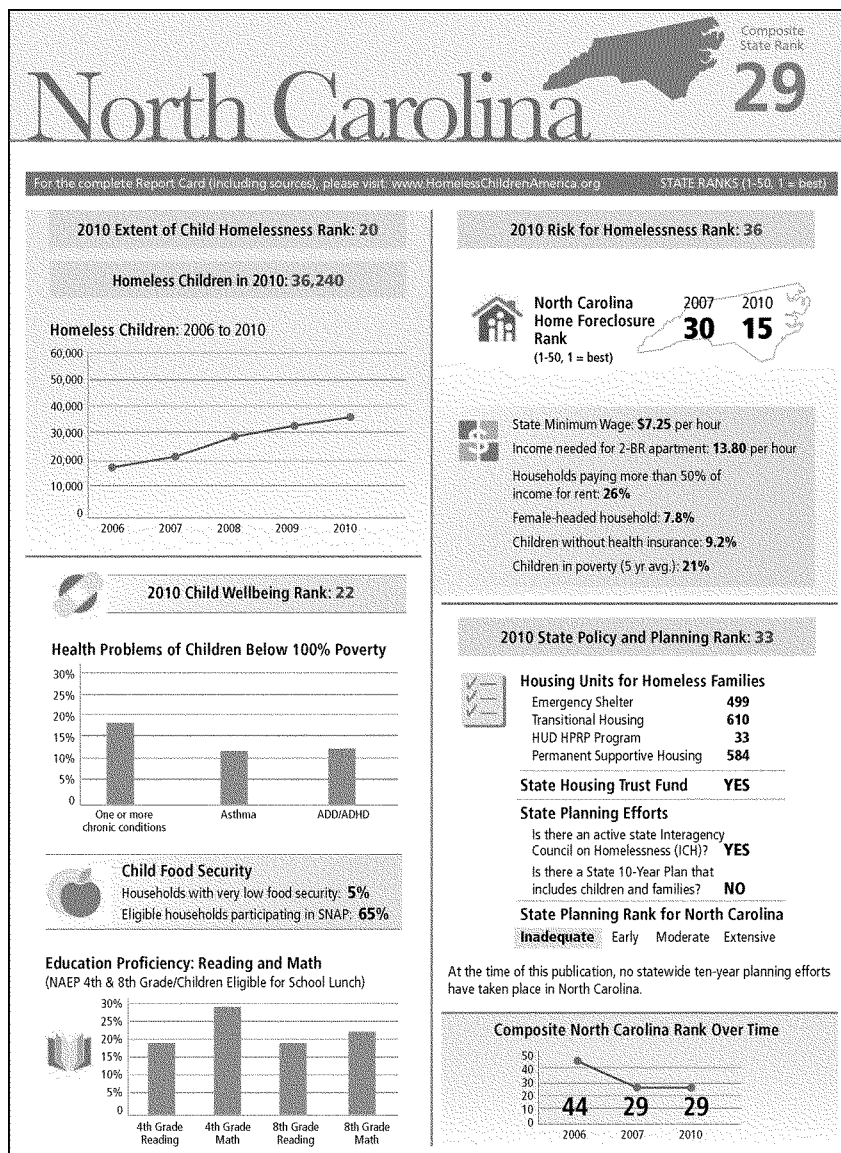 North Carolina
Composite
State Rank
29
For the complete Report Card (including sources), please visit: www.HomelessChildrenAmerica.org STATE RANKS (1-50, 1 = best)
2010 Extent of Child Homelessness Rank: 20
Homeless Children in 2010: 36,240
Homeless Children: 2006 to 2010
60,000
50,000
40,000
30,000
20,000
10,000
0
2006 2007 2008 2009 2010
2010 Child Wellbeing Rank: 22
Health Problems of Children Below 100% Poverty
30%
25%
20%
15%
10%
5%
0
One or more
chronic conditions
Asthma
ADD/ADHD
Child Food Security
Households with very low food security: 5%
Eligible households participating in SNAP: 65%
Education Proficiency: Reading and Math
(NAEP 4th & 8th Grade/Children Eligible for School Lunch)
30%
25%
20%
15%
10%
5%
0
4th Grade
Reading
4th Grade
Math
8th Grade
Reading
8th Grade
Math
2010 Risk for Homelessness Rank: 36
North Carolina
Home Foreclosure
Rank
(1-50, 1 = best)
2007 2010
30 15
$
State Minimum Wage: $7.25 per hour
Income needed for 2-BR apartment: 13.80 per hour
Households paying more than 50% of
income for rent: 26%
Female-headed household: 7.8%
Children without health insurance: 9.2%
Children in poverty (5 yr avg.): 21%
2010 State Policy and Planning Rank: 33
Housing Units for Homeless Families
Emergency Shelter 499
Transitional Housing 610
HUD HPRP Program 33
Permanent Supportive Housing 584
State Housing Trust Fund YES
State Planning Efforts
Is there an active state Interagency
Council on Homelessness (ICH)? YES
Is there a State 10-Year Plan that
includes children and families? NO
State Planning Rank for North Carolina
Inadequate Early Moderate Extensive
At the time of this publication, no statewide ten-year planning efforts
have taken place in North Carolina.
Composite North Carolina Rank Over Time
50
40
30
20
10
0
44 29 29
2006 2007 2010